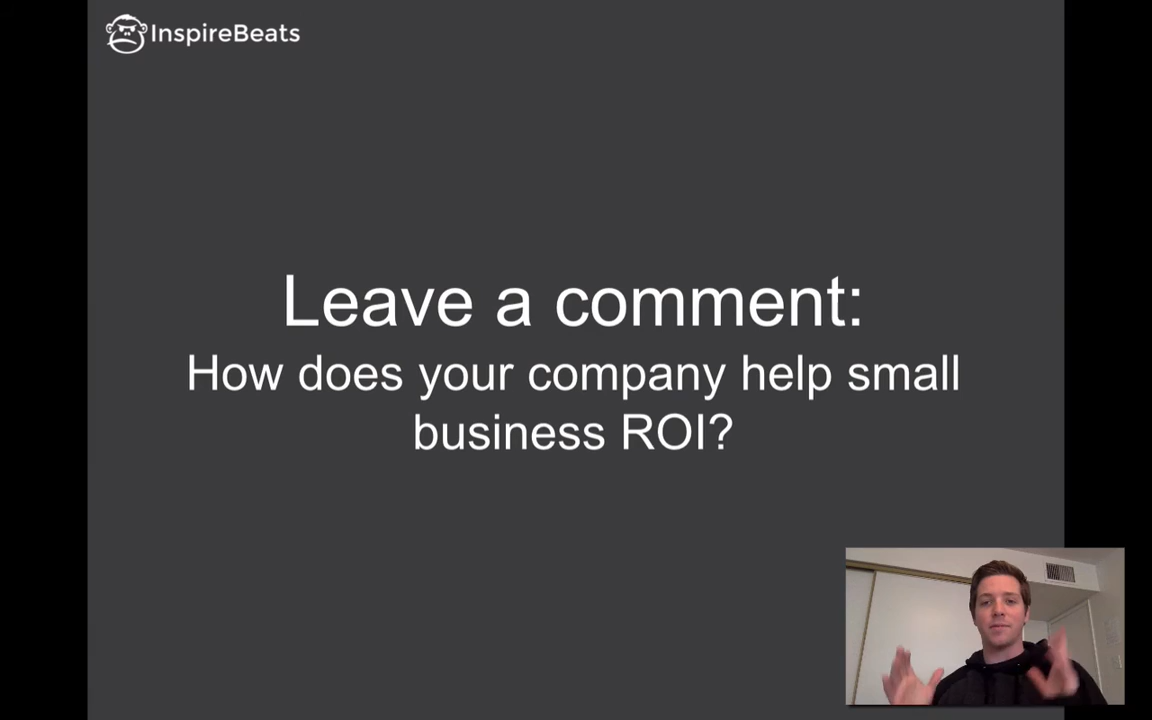 InspireBeats
Leave a comment:
How does your company help small
business ROI?